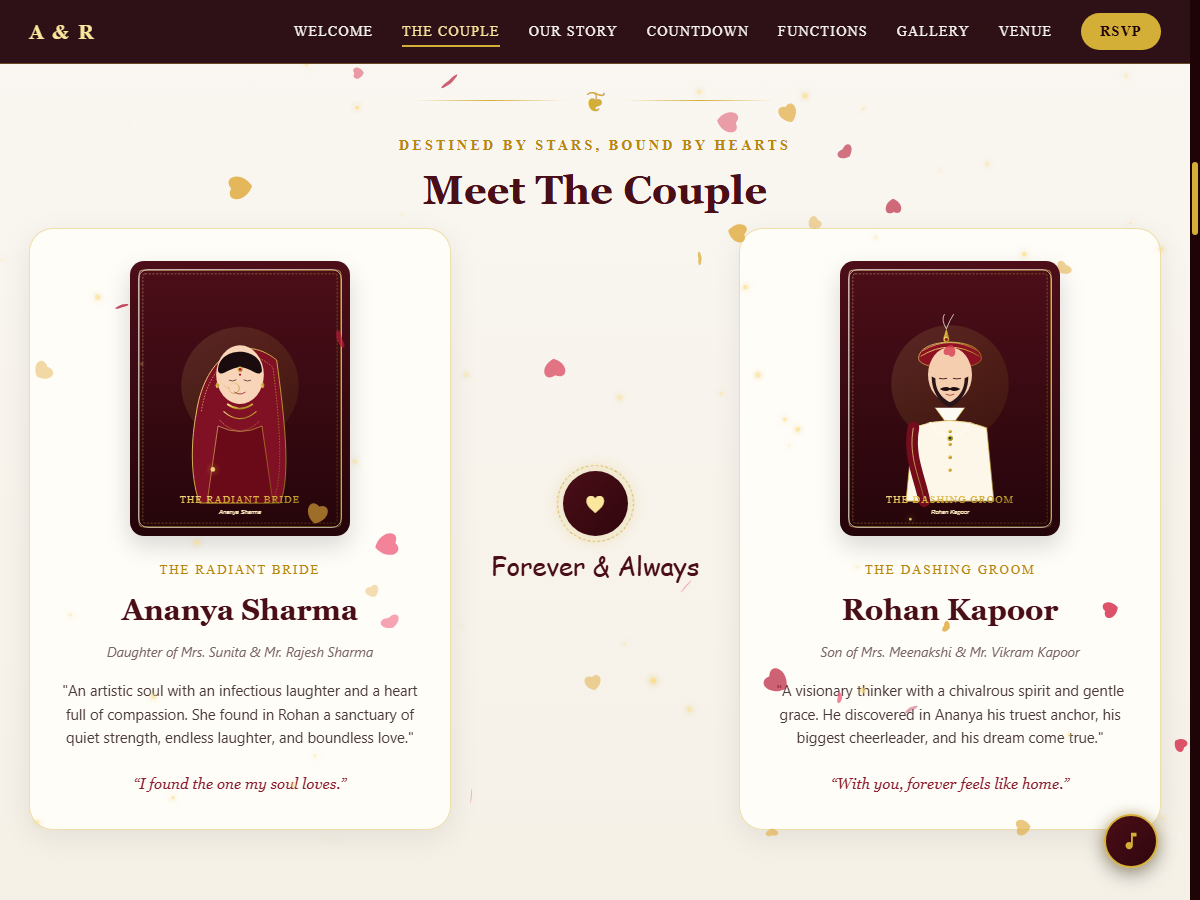 A & R
WELCOME
THE COUPLE
OUR STORY
COUNTDOWN
FUNCTIONS
GALLERY
VENUE
RSVP
DESTINED BY STARS, BOUND BY HEARTS
Meet The Couple
THE RADIANT BRIDE
Ananya Sharma
THE RADIANT BRIDE
Ananya Sharma
Daughter of Mrs. Sunita & Mr. Rajesh Sharma
"An artistic soul with an infectious laughter and a heart
full of compassion. She found in Rohan a sanctuary of
quiet strength, endless laughter, and boundless love."
“I found the one my soul loves.”
Forever & Always
THE DASHING GROOM
Rohan Kapoor
THE DASHING GROOM
Rohan Kapoor
Son of Mrs. Meenakshi & Mr. Vikram Kapoor
"A visionary thinker with a chivalrous spirit and gentle
grace. He discovered in Ananya his truest anchor, his
biggest cheerleader, and his dream come true."
“With you, forever feels like home.”